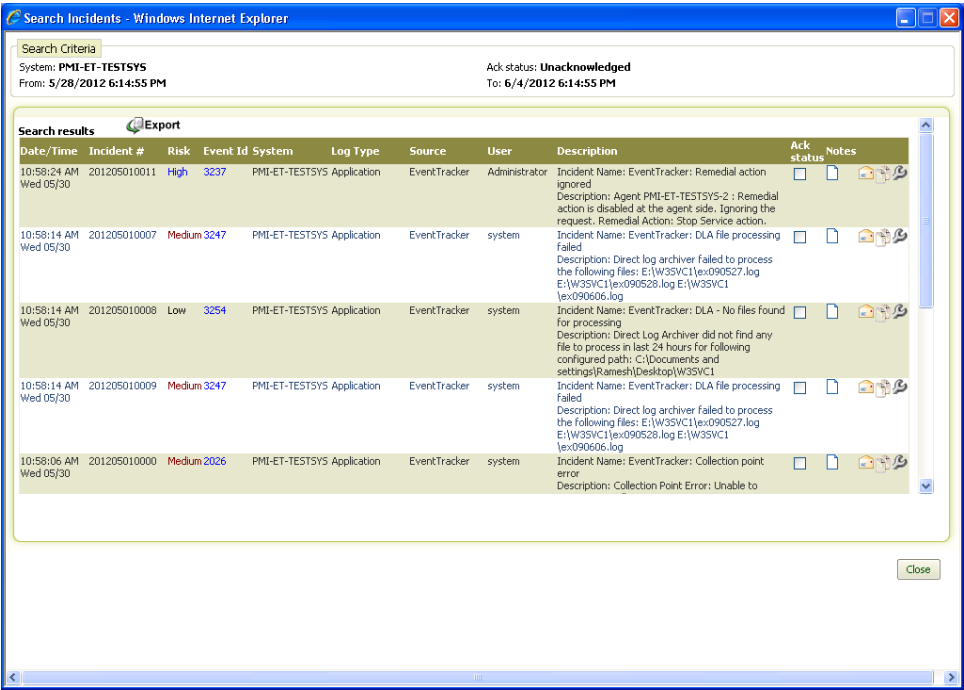 Search Incidents - Windows Internet Explorer
Search Criteria
System: PMI-ET-TESTSYS Ack status: Unacknowledged
From: 5/28/2012 6:14:55 PM To: 6/4/2012 6:14:55 PM
Search results Export
Date/Time Incident # Risk Event Id System Log Type Source User Description Ack status Notes
10:58:24 AM 201205010011 High 3237 PMI-ET-TESTSYS Application EventTracker Administrator Incident Name: EventTracker: Remedial action
Wed 05/30 ignored
Description: Agent PMI-ET-TESTSYS-2 : Remedial
action is disabled at the agent side. Ignoring the
request. Remedial Action: Stop Service action.
10:58:14 AM 201205010007 Medium 3247 PMI-ET-TESTSYS Application EventTracker system Incident Name: EventTracker: DLA file processing
Wed 05/30 failed
Description: Direct log archiver failed to process
the following files: E:\W3SVC1\ex090527.log
E:\W3SVC1\ex090528.log E:\W3SVC1
\ex090606.log
10:58:14 AM 201205010008 Low 3254 PMI-ET-TESTSYS Application EventTracker system Incident Name: EventTracker: DLA - No files found
Wed 05/30 for processing
Description: Direct Log Archiver did not find any
file to process in last 24 hours for following
configured path: C:\Documents and
settings\Ramesh\Desktop\W3SVC1
10:58:14 AM 201205010009 Medium 3247 PMI-ET-TESTSYS Application EventTracker system Incident Name: EventTracker: DLA file processing
Wed 05/30 failed
Description: Direct log archiver failed to process
the following files: E:\W3SVC1\ex090527.log
E:\W3SVC1\ex090528.log E:\W3SVC1
\ex090606.log
10:58:06 AM 201205010000 Medium 2026 PMI-ET-TESTSYS Application EventTracker system Incident Name: EventTracker: Collection point
Wed 05/30 error
Description: Collection Point Error: Unable to
Close